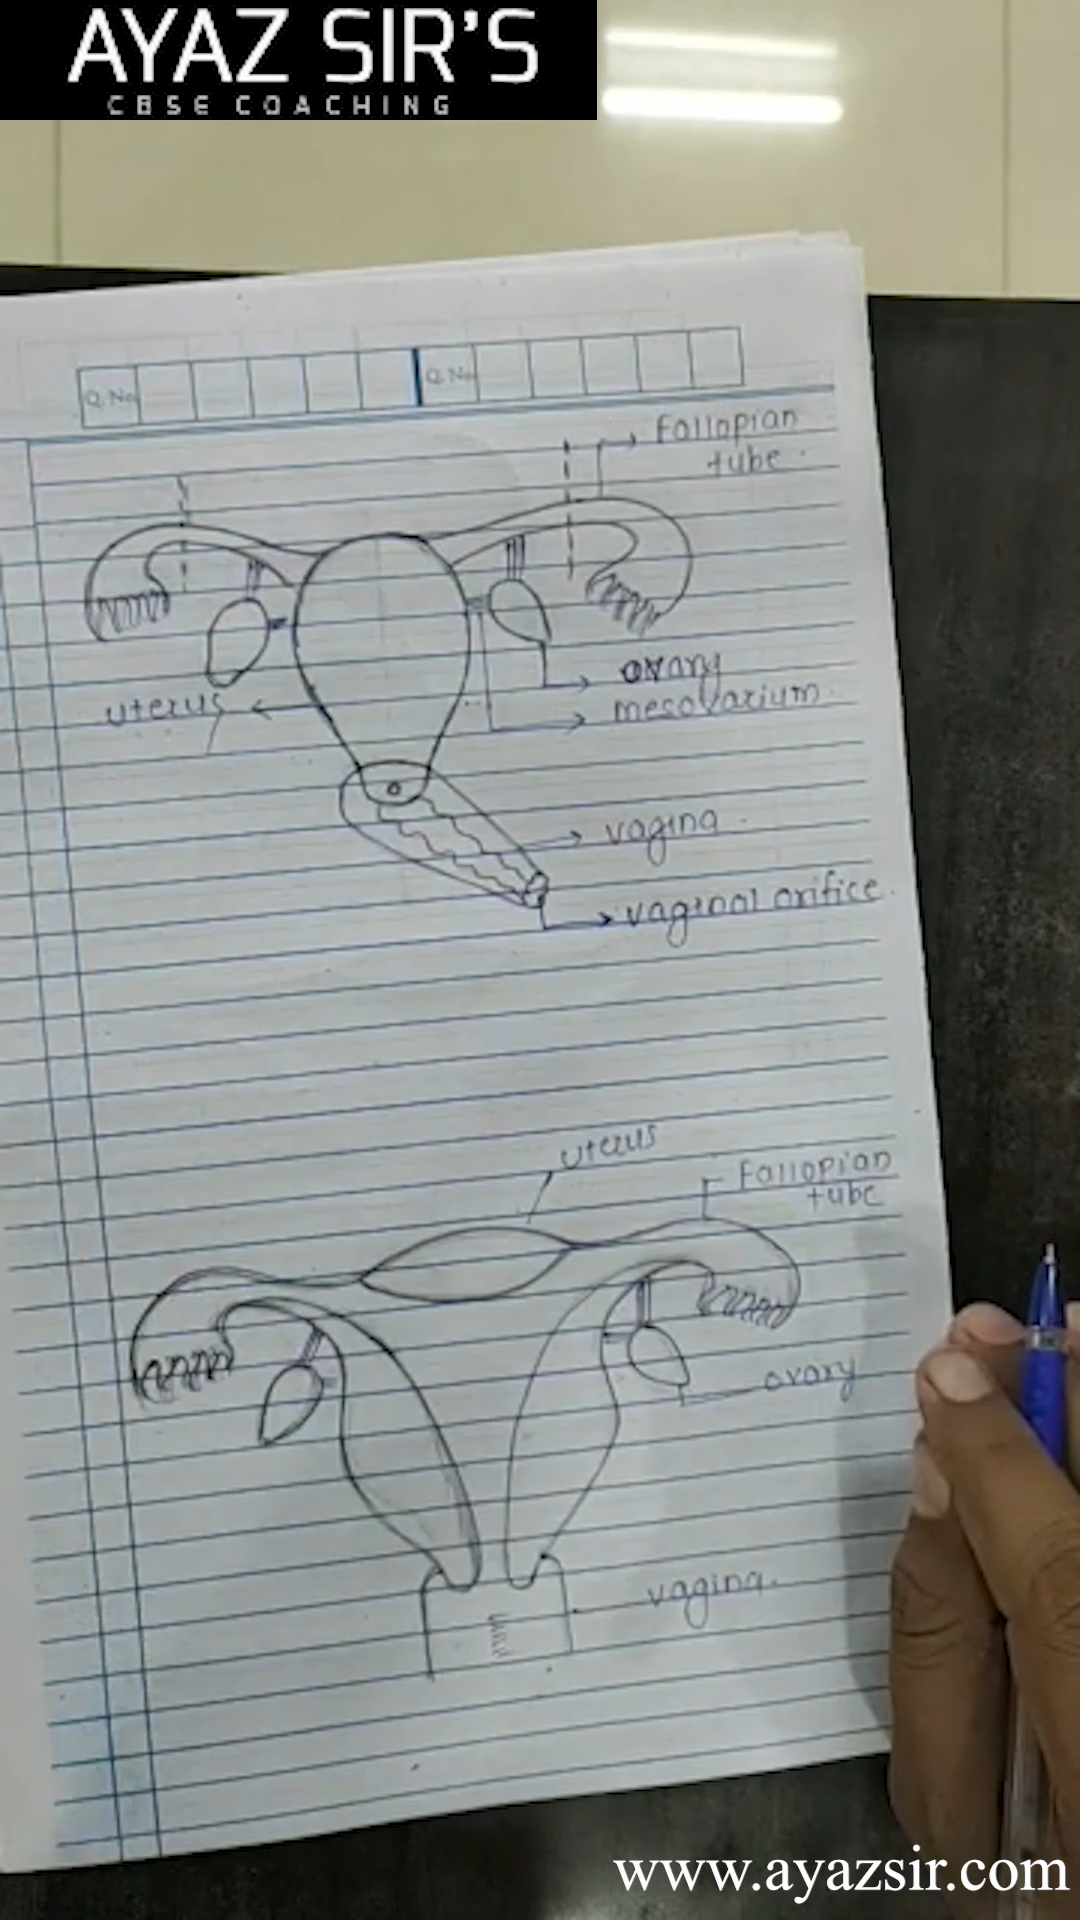 AYAZ SIR'S
CBSE COACHING
Q.No
Q.No
Fallopian
tube.
ovary
mesovarium.
uterus
vagina.
vaginal orifice.
uterus
Fallopian
tube
ovary
vagina.
www.ayazsir.com